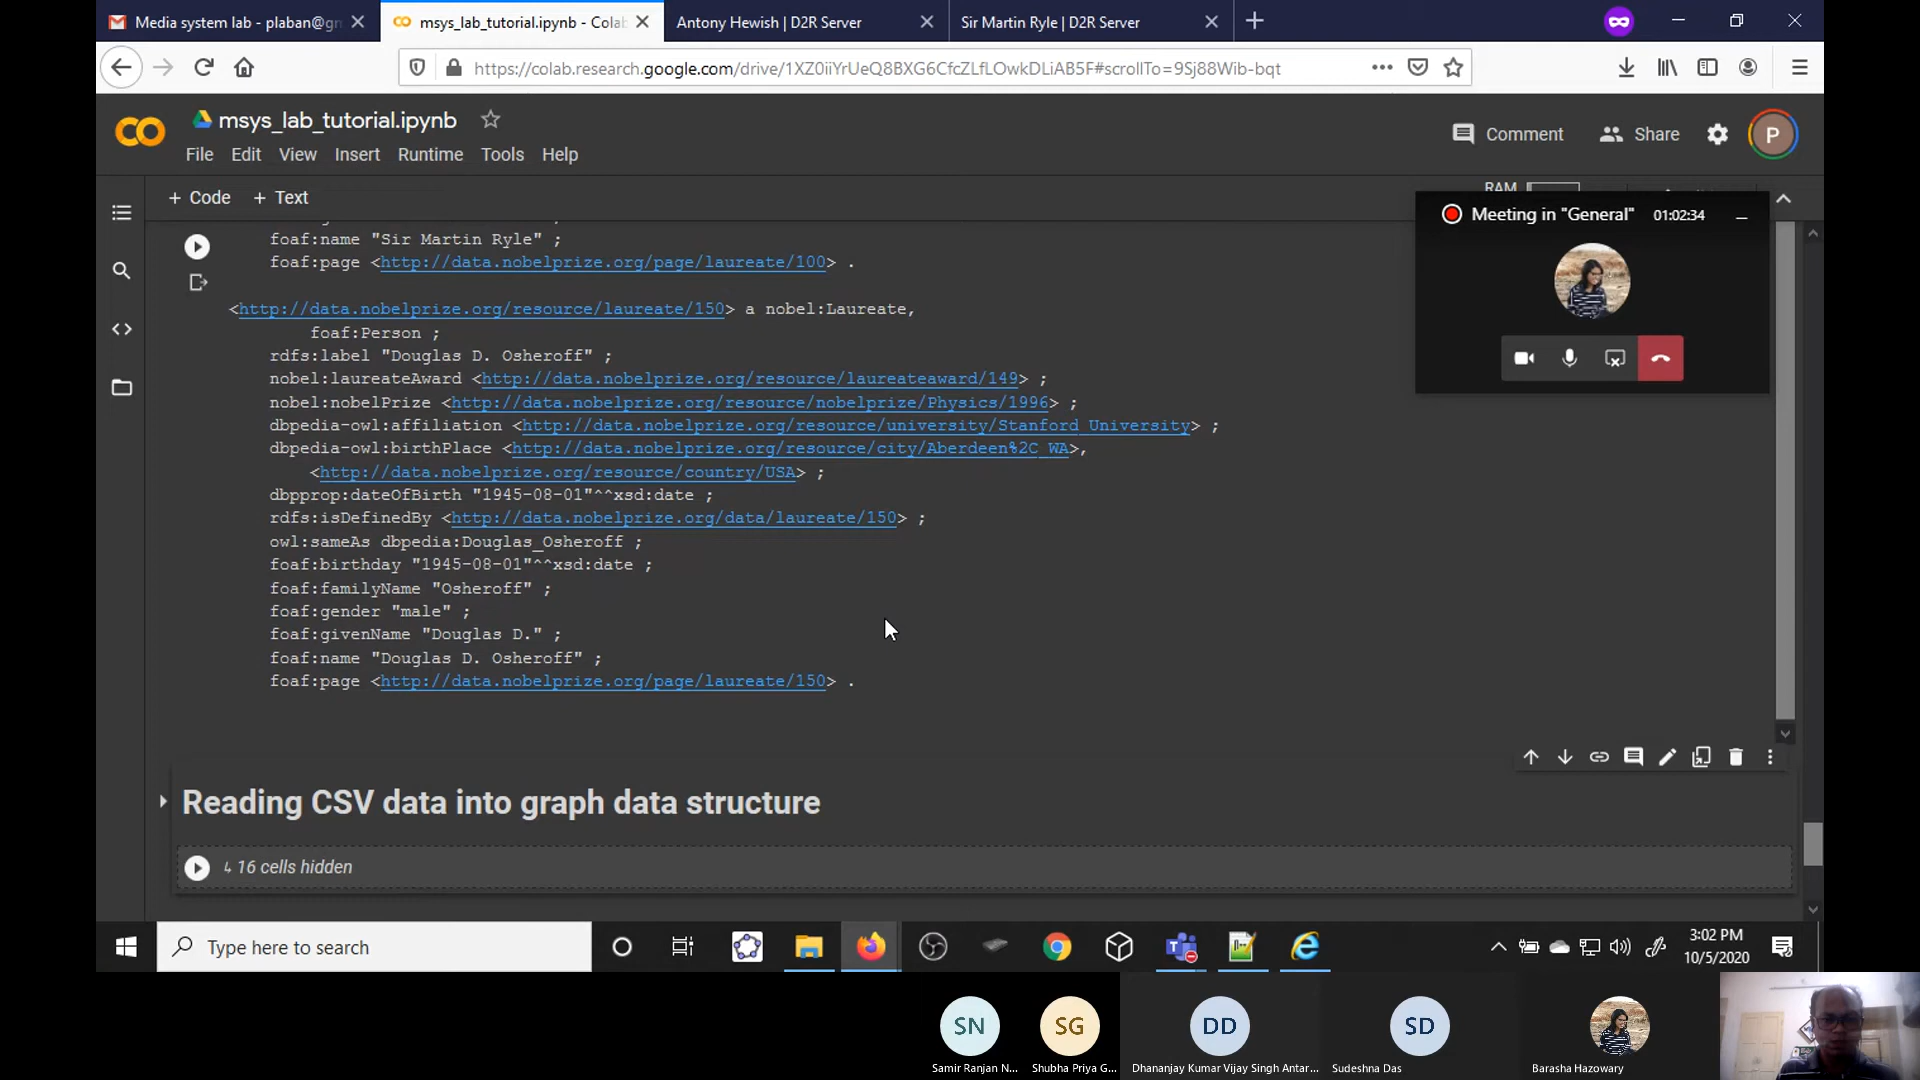 Media system lab - plaban@gm
msys_lab_tutorial.ipynb - Colab
Antony Hewish | D2R Server
Sir Martin Ryle | D2R Server
https://colab.research.google.com/drive/1XZ0iiYrUeQ8BXG6CfcZLfLOwkDLiAB5F#scrollTo=9Sj88Wib-bqt
msys_lab_tutorial.ipynb
Comment
Share
P
File Edit View Insert Runtime Tools Help
+ Code + Text
RAM
Meeting in "General" 01:02:34
foaf:name "Sir Martin Ryle" ;
foaf:page <http://data.nobelprize.org/page/laureate/100> .
<http://data.nobelprize.org/resource/laureate/150> a nobel:Laureate,
foaf:Person ;
rdfs:label "Douglas D. Osheroff" ;
nobel:laureateAward <http://data.nobelprize.org/resource/laureateaward/149> ;
nobel:nobelPrize <http://data.nobelprize.org/resource/nobelprize/Physics/1996> ;
dbpedia-owl:affiliation <http://data.nobelprize.org/resource/university/Stanford_University> ;
dbpedia-owl:birthPlace <http://data.nobelprize.org/resource/city/Aberdeen%2C_WA>,
<http://data.nobelprize.org/resource/country/USA> ;
dbpprop:dateOfBirth "1945-08-01"^^xsd:date ;
rdfs:isDefinedBy <http://data.nobelprize.org/data/laureate/150> ;
owl:sameAs dbpedia:Douglas_Osheroff ;
foaf:birthday "1945-08-01"^^xsd:date ;
foaf:familyName "Osheroff" ;
foaf:gender "male" ;
foaf:givenName "Douglas D." ;
foaf:name "Douglas D. Osheroff" ;
foaf:page <http://data.nobelprize.org/page/laureate/150> .
Reading CSV data into graph data structure
↳ 16 cells hidden
Type here to search
3:02 PM
10/5/2020
SN
SG
DD
SD
Samir Ranjan N...
Shubha Priya G...
Dhananjay Kumar Vijay Singh Antar...
Sudeshna Das
Barasha Hazowary